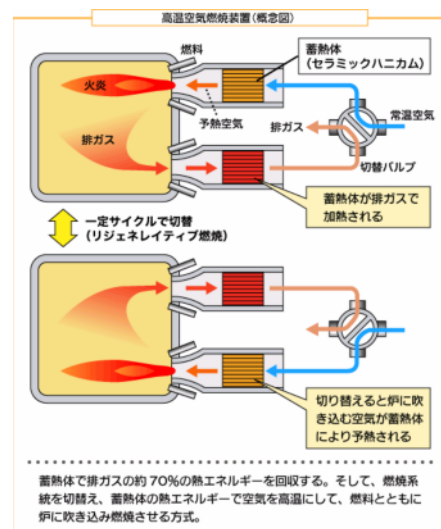 高温空気燃焼装置(概念図)
燃料
蓄熱体
(セラミックハニカム)
火炎
予熱空気
常温空気
排ガス
排ガス
切替バルブ
蓄熱体が排ガスで
加熱される
一定サイクルで切替
(リジェネレイティブ燃焼)
切り替えると炉に吹
き込む空気が蓄熱体
により予熱される
蓄熱体で排ガスの約70%の熱エネルギーを回収する。そして、燃焼系
統を切替え、蓄熱体の熱エネルギーで空気を高温にして、燃料とともに
炉に吹き込み燃焼させる方式。